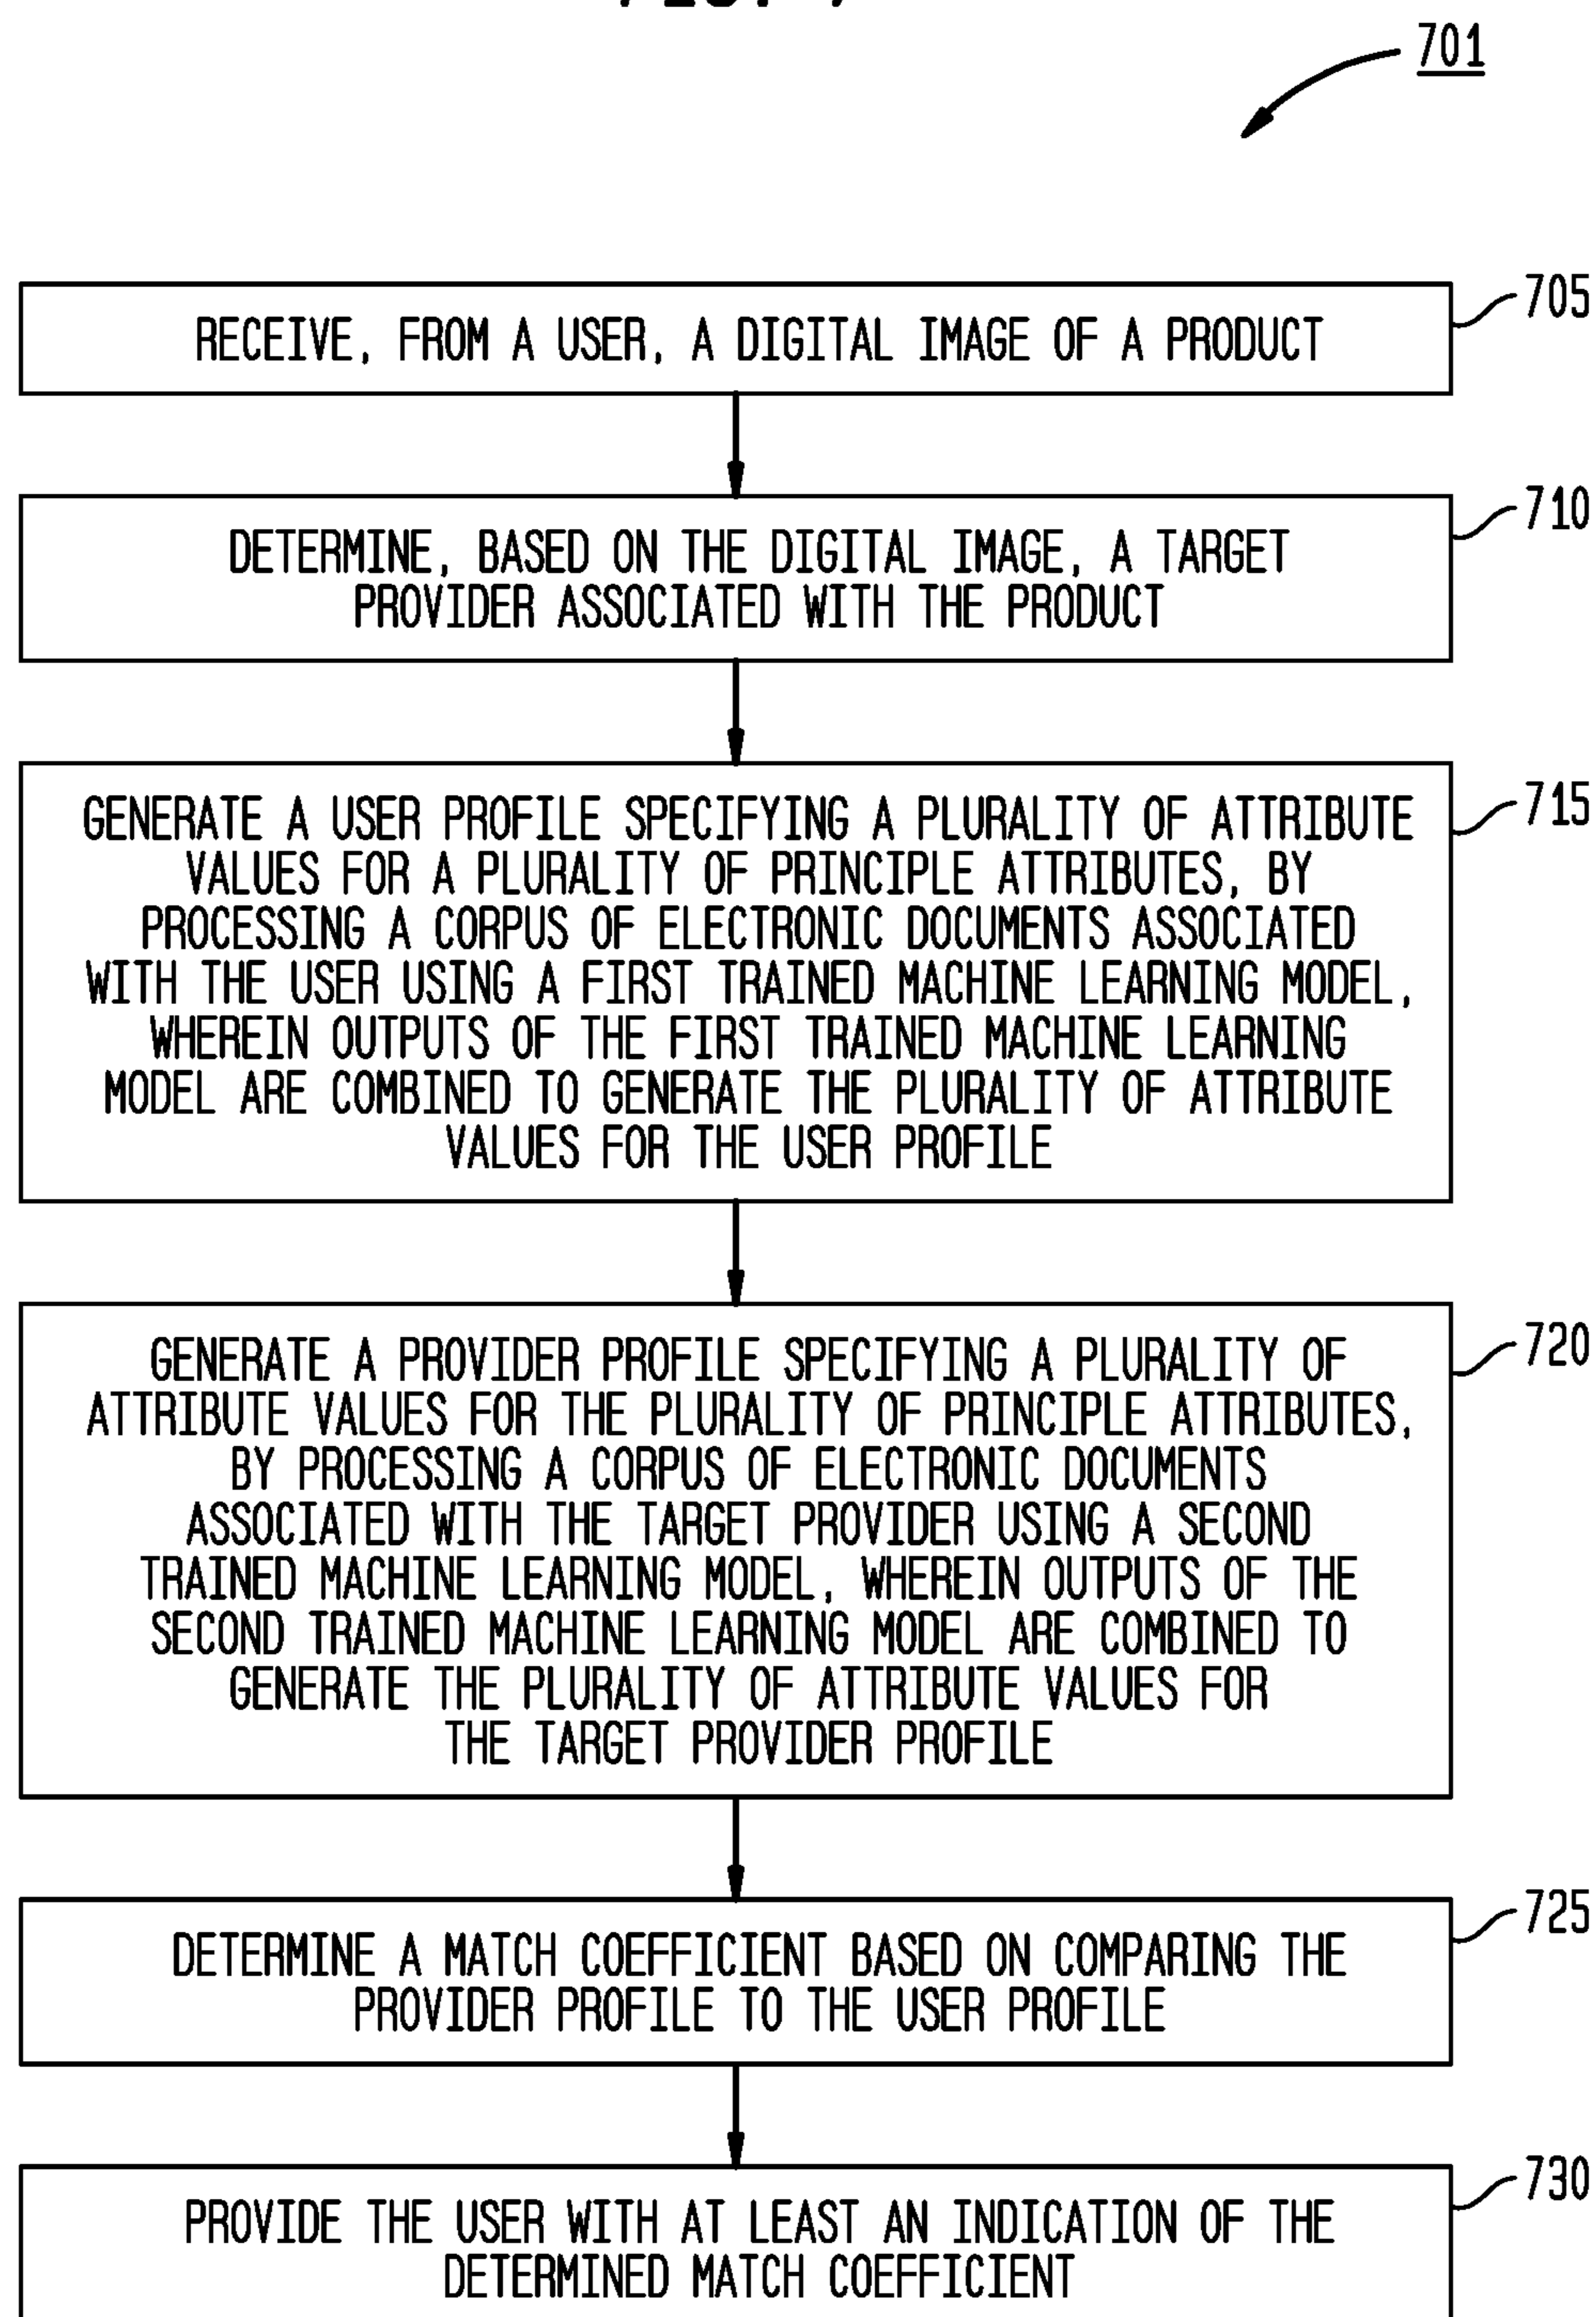 701
705
RECEIVE, FROM A USER, A DIGITAL IMAGE OF A PRODUCT
710
DETERMINE, BASED ON THE DIGITAL IMAGE, A TARGET
PROVIDER ASSOCIATED WITH THE PRODUCT
715
GENERATE A USER PROFILE SPECIFYING A PLURALITY OF ATTRIBUTE
VALUES FOR A PLURALITY OF PRINCIPLE ATTRIBUTES, BY
PROCESSING A CORPUS OF ELECTRONIC DOCUMENTS ASSOCIATED
WITH THE USER USING A FIRST TRAINED MACHINE LEARNING MODEL,
WHEREIN OUTPUTS OF THE FIRST TRAINED MACHINE LEARNING
MODEL ARE COMBINED TO GENERATE THE PLURALITY OF ATTRIBUTE
VALUES FOR THE USER PROFILE
720
GENERATE A PROVIDER PROFILE SPECIFYING A PLURALITY OF
ATTRIBUTE VALUES FOR THE PLURALITY OF PRINCIPLE ATTRIBUTES,
BY PROCESSING A CORPUS OF ELECTRONIC DOCUMENTS
ASSOCIATED WITH THE TARGET PROVIDER USING A SECOND
TRAINED MACHINE LEARNING MODEL, WHEREIN OUTPUTS OF THE
SECOND TRAINED MACHINE LEARNING MODEL ARE COMBINED TO
GENERATE THE PLURALITY OF ATTRIBUTE VALUES FOR
THE TARGET PROVIDER PROFILE
725
DETERMINE A MATCH COEFFICIENT BASED ON COMPARING THE
PROVIDER PROFILE TO THE USER PROFILE
730
PROVIDE THE USER WITH AT LEAST AN INDICATION OF THE
DETERMINED MATCH COEFFICIENT